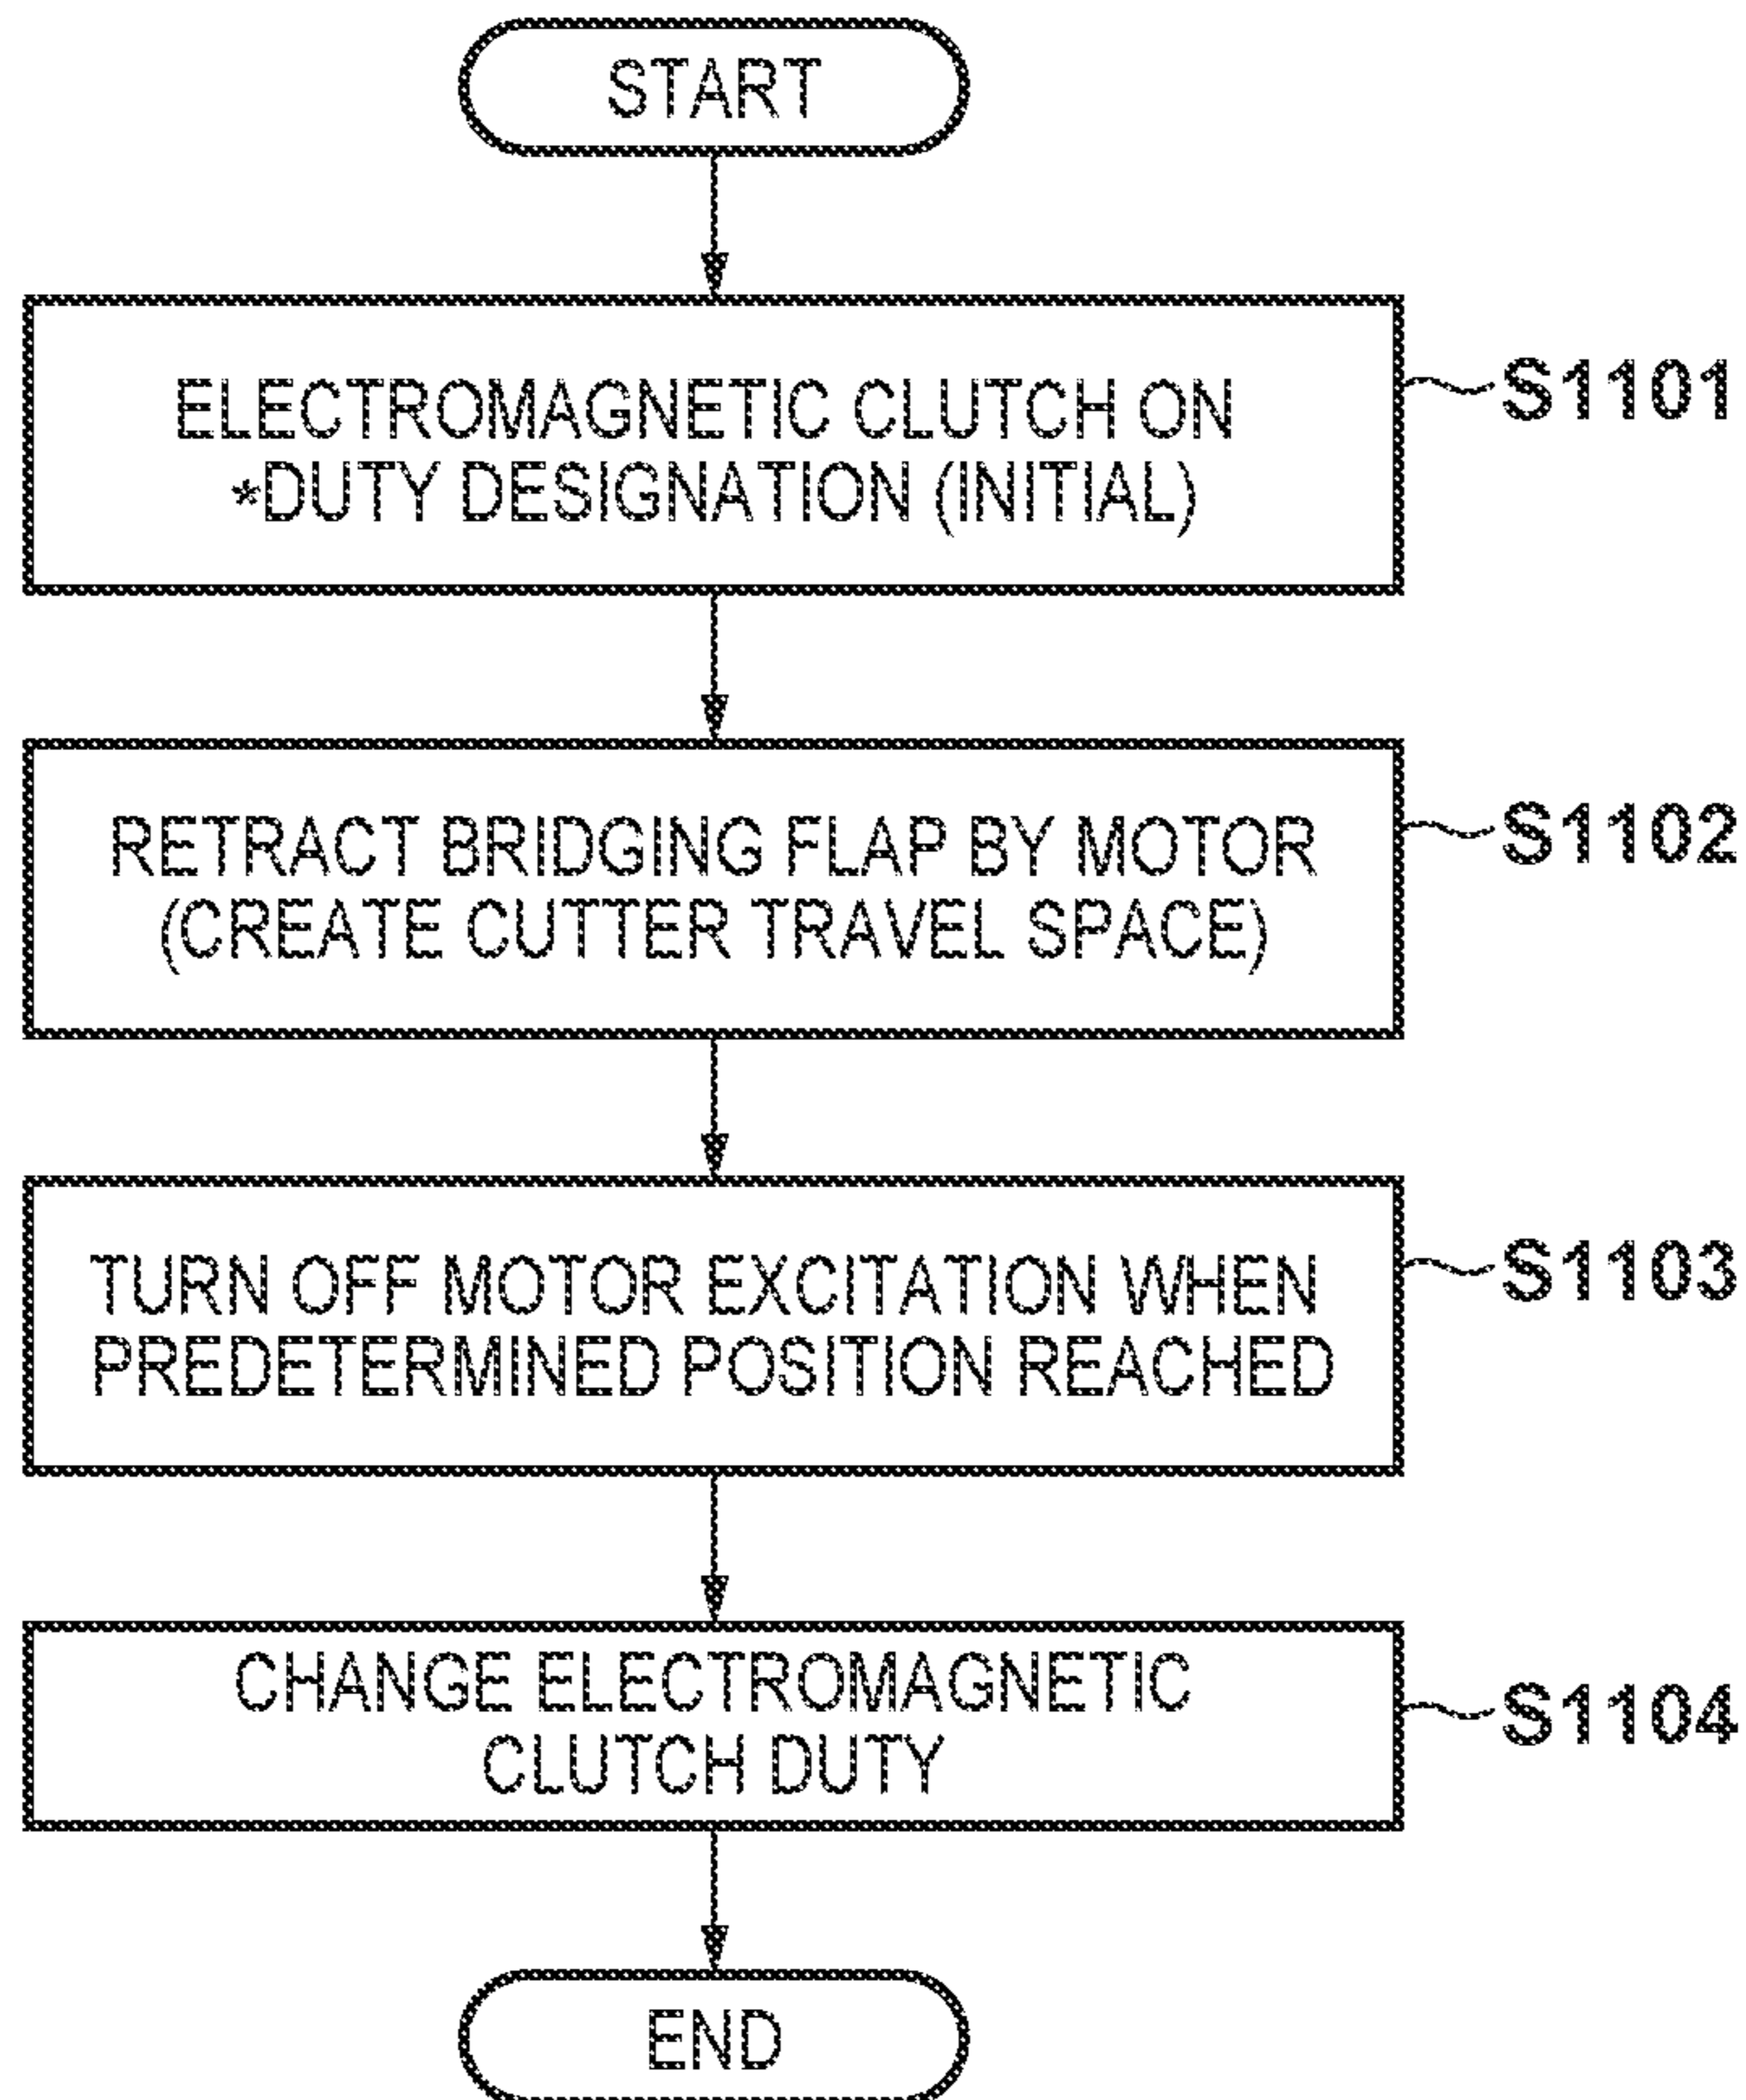 START
ELECTROMAGNETIC CLUTCH ON
*DUTY DESIGNATION (INITIAL)
S1101
RETRACT BRIDGING FLAP BY MOTOR
(CREATE CUTTER TRAVEL SPACE)
S1102
TURN OFF MOTOR EXCITATION WHEN
PREDETERMINED POSITION REACHED
S1103
CHANGE ELECTROMAGNETIC
CLUTCH DUTY
S1104
END